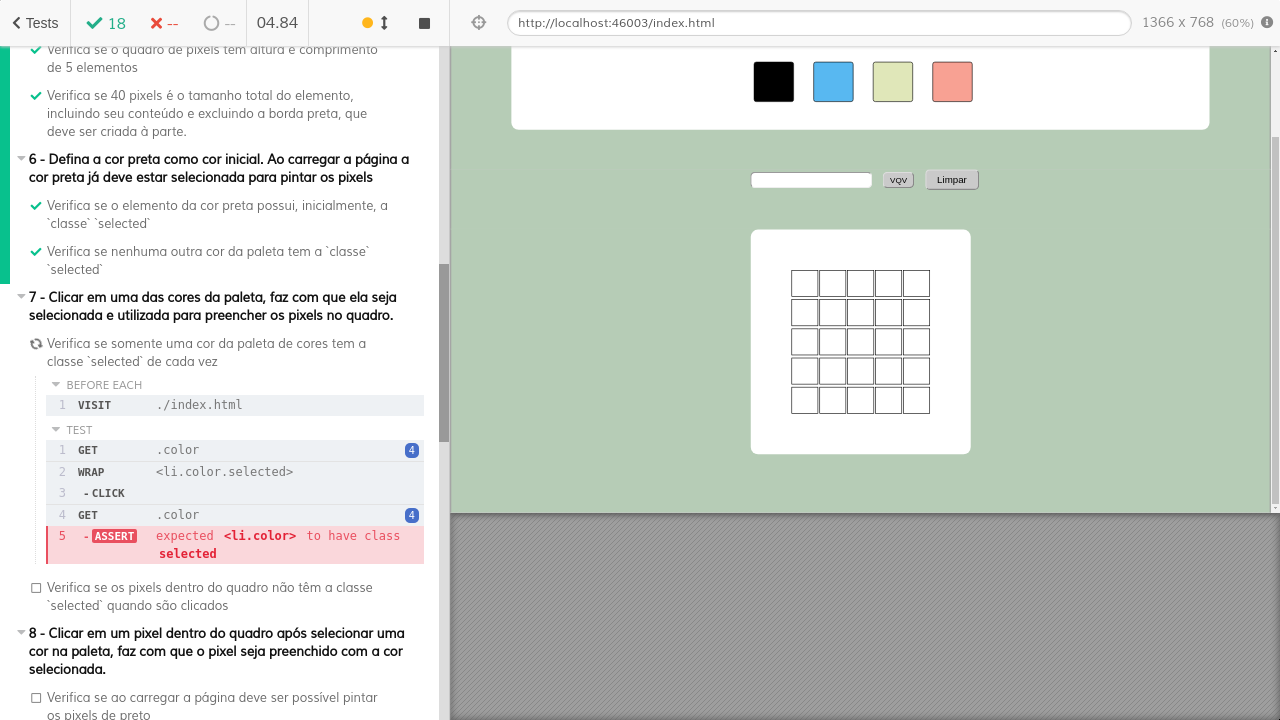 Tests
18
--
--
04.84
http://localhost:46003/index.html
1366 x 768 (60%)
Verifica se o quadro de pixels têm altura e comprimento
de 5 elementos
Verifica se 40 pixels é o tamanho total do elemento,
incluindo seu conteúdo e excluindo a borda preta, que
deve ser criada à parte.
6 - Defina a cor preta como cor inicial. Ao carregar a página a
cor preta já deve estar selecionada para pintar os pixels
Verifica se o elemento da cor preta possui, inicialmente, a
`classe` `selected`
Verifica se nenhuma outra cor da paleta tem a `classe`
`selected`
7 - Clicar em uma das cores da paleta, faz com que ela seja
selecionada e utilizada para preencher os pixels no quadro.
Verifica se somente uma cor da paleta de cores tem a
classe `selected` de cada vez
BEFORE EACH
1 VISIT ./index.html
TEST
1 GET .color 4
2 WRAP <li.color.selected>
3 -CLICK
4 GET .color 4
5 -ASSERT expected <li.color> to have class
selected
Verifica se os pixels dentro do quadro não têm a classe
`selected` quando são clicados
8 - Clicar em um pixel dentro do quadro após selecionar uma
cor na paleta, faz com que o pixel seja preenchido com a cor
selecionada.
Verifica se ao carregar a página deve ser possível pintar
os pixels de preto
VQV
Limpar